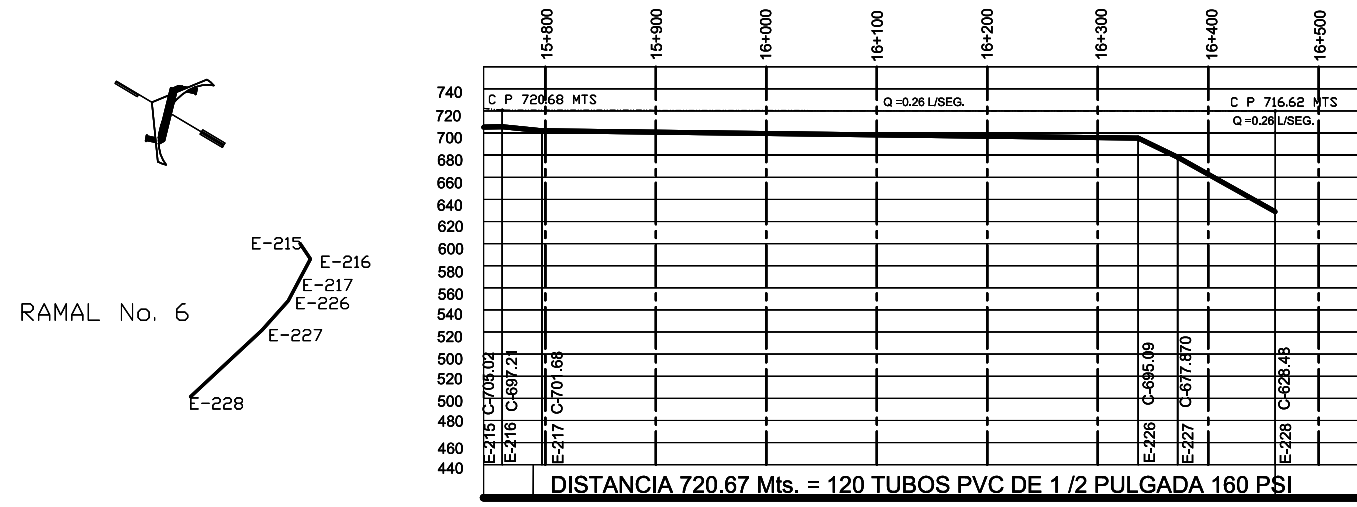 15+800
15+900
16+000
16+100
16+200
16+300
16+400
16+500
740
720
700
680
660
640
620
600
580
560
540
520
500
520
500
480
460
440
C P 720.68 MTS
Q =0.26 L/SEG.
C P 716.62 MTS
Q =0.26 L/SEG.
E-215
E-216
E-217
E-226
E-227
E-228
RAMAL No. 6
E-215 C-705.02
E-216 C-697.21
E-217 C-701.68
E-226 C-695.09
E-227 C-677.870
E-228 C-628.48
DISTANCIA 720.67 Mts. = 120 TUBOS PVC DE 1 /2 PULGADA 160 PSI